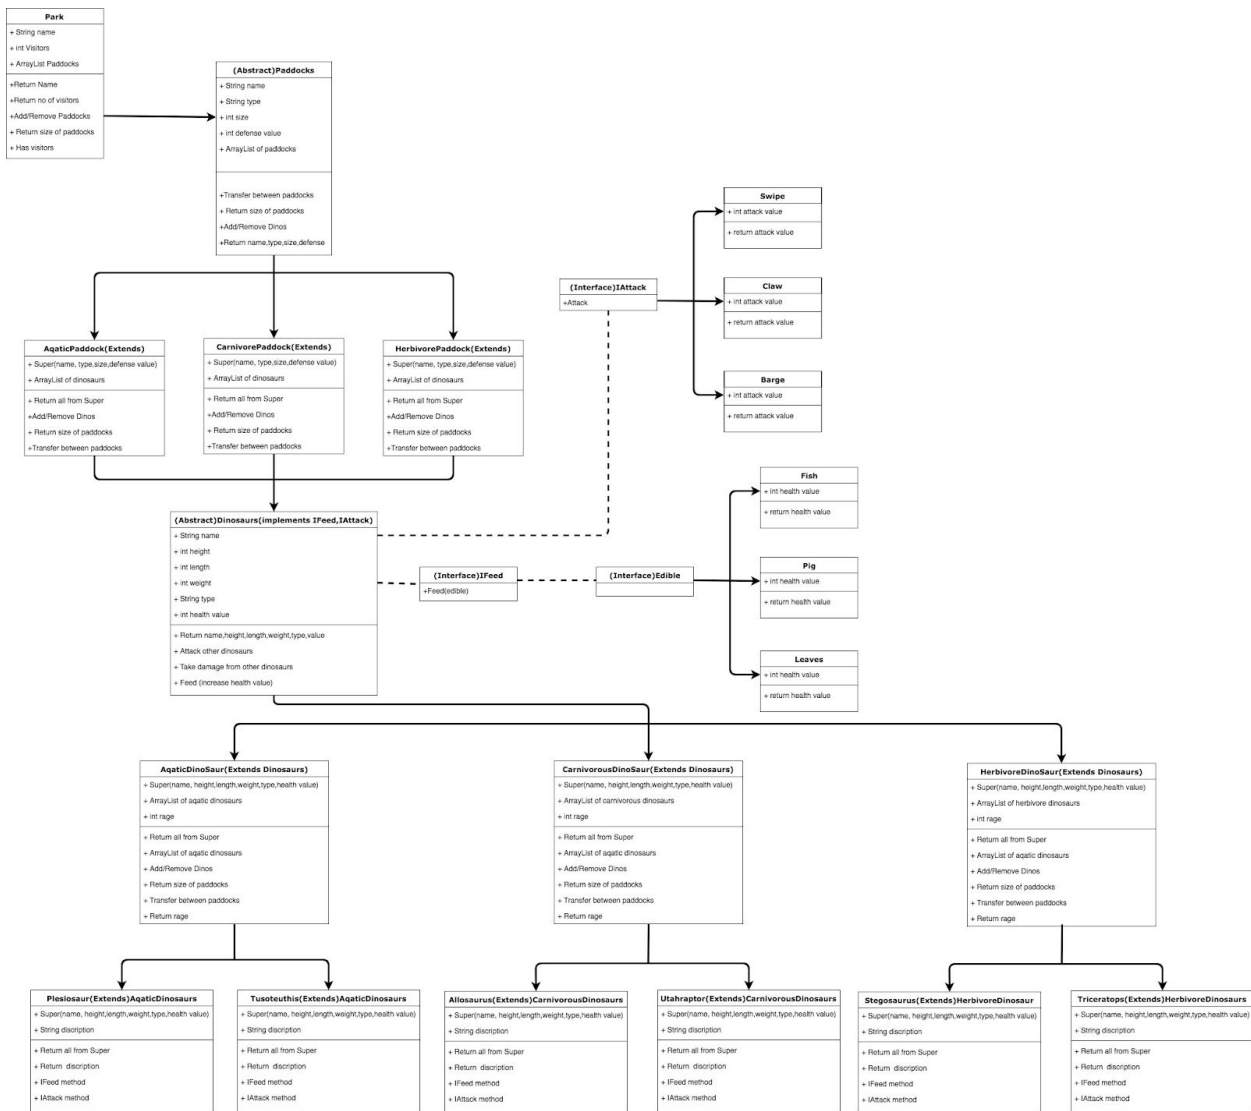 Park
+ String name
+ int Visitors
+ ArrayList Paddocks
+Return Name
+Return no of visitors
+Add/Remove Paddocks
+ Return size of paddocks
+ Has visitors
(Abstract)Paddocks
+ String name
+ String type
+ int size
+ int defense value
+ ArrayList of paddocks
+Transfer between paddocks
+ Return size of paddocks
+Add/Remove Dinos
+Return name,type,size,defense
Swipe
+ int attack value
+ return attack value
(Interface)IAttack
+Attack
Claw
+ int attack value
+ return attack value
Barge
+ int attack value
+ return attack value
AqaticPaddock(Extends)
+ Super(name, type,size,defense value)
+ ArrayList of dinosaurs
+ Return all from Super
+Add/Remove Dinos
+ Return size of paddocks
+Transfer between paddocks
CarnivorePaddock(Extends)
+ Super(name, type,size,defense value)
+ ArrayList of dinosaurs
+ Return all from Super
+Add/Remove Dinos
+ Return size of paddocks
+Transfer between paddocks
HerbivorePaddock(Extends)
+ Super(name, type,size,defense value)
+ ArrayList of dinosaurs
+ Return all from Super
+Add/Remove Dinos
+ Return size of paddocks
+Transfer between paddocks
(Abstract)Dinosaurs(implements IFeed,IAttack)
+ String name
+ int height
+ int length
+ int weight
+ String type
+ int health value
+ Return name,height,length,weight,type,value
+ Attack other dinosaurs
+ Take damage from other dinosaurs
+ Feed (increase health value)
(Interface)IFeed
+Feed(edible)
(Interface)Edible
Fish
+ int health value
+ return health value
Pig
+ int health value
+ return health value
Leaves
+ int health value
+ return health value
AqaticDinoSaur(Extends Dinosaurs)
+ Super(name, height,length,weight,type,health value)
+ ArrayList of aqatic dinosaurs
+ int rage
+ Return all from Super
+ ArrayList of aqatic dinosaurs
+ Add/Remove Dinos
+ Return size of paddocks
+ Transfer between paddocks
+ Return rage
CarnivorousDinoSaur(Extends Dinosaurs)
+ Super(name, height,length,weight,type,health value)
+ ArrayList of carnivorous dinosaurs
+ int rage
+ Return all from Super
+ ArrayList of aqatic dinosaurs
+ Add/Remove Dinos
+ Return size of paddocks
+ Transfer between paddocks
+ Return rage
HerbivoreDinoSaur(Extends Dinosaurs)
+ Super(name, height,length,weight,type,health value)
+ ArrayList of herbivore dinosaurs
+ int rage
+ Return all from Super
+ ArrayList of aqatic dinosaurs
+ Add/Remove Dinos
+ Return size of paddocks
+ Transfer between paddocks
+ Return rage
Plesiosaur(Extends)AqaticDinosaurs
+ Super(name, height,length,weight,type,health value)
+ String discription
+ Return all from Super
+ Return discription
+ IFeed method
+ IAttack method
Tusoteuthis(Extends)AqaticDinosaurs
+ Super(name, height,length,weight,type,health value)
+ String discription
+ Return all from Super
+ Return discription
+ IFeed method
+ IAttack method
Allosaurus(Extends)CarnivorousDinosaurs
+ Super(name, height,length,weight,type,health value)
+ String discription
+ Return all from Super
+ Return discription
+ IFeed method
+ IAttack method
Utahraptor(Extends)CarnivorousDinosaurs
+ Super(name, height,length,weight,type,health value)
+ String discription
+ Return all from Super
+ Return discription
+ IFeed method
+ IAttack method
Stegosaurus(Extends)HerbivoreDinosaur
+ Super(name, height,length,weight,type,health value)
+ String discription
+ Return all from Super
+ Return discription
+ IFeed method
+ IAttack method
Triceratops(Extends)HerbivoreDinosaurs
+ Super(name, height,length,weight,type,health value)
+ String discription
+ Return all from Super
+ Return discription
+ IFeed method
+ IAttack method